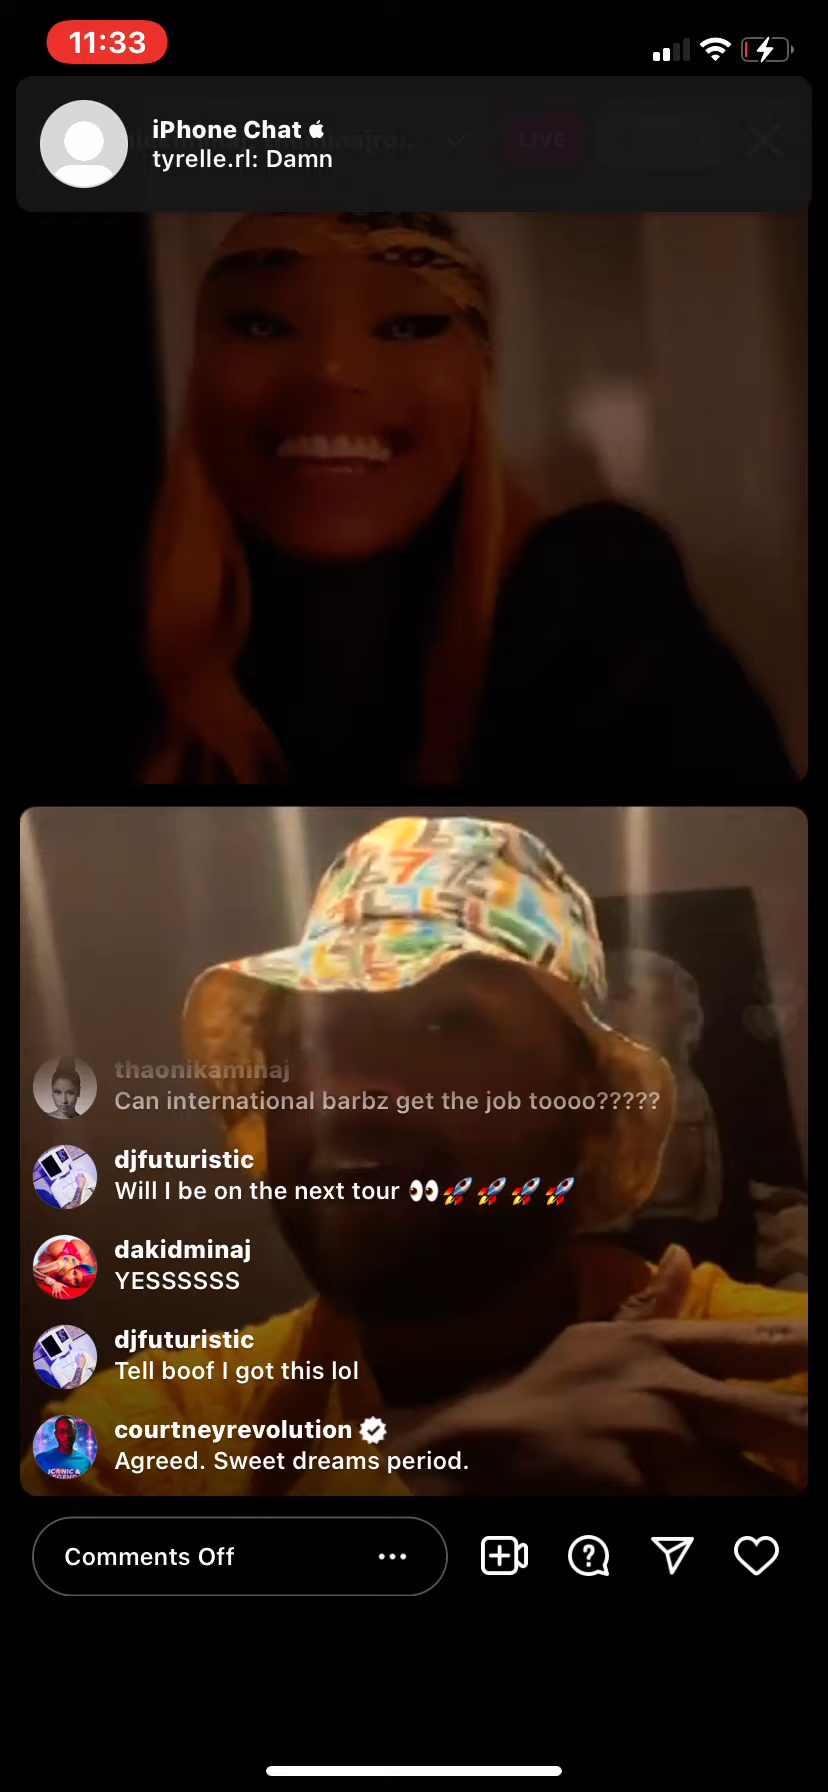 11:33
iPhone Chat 
tyrelle.rl: Damn
LIVE
thaonikaminaj
Can international barbz get the job toooo?????
djfuturistic
Will I be on the next tour 👀🚀🚀🚀🚀
dakidminaj
YESSSSSS
djfuturistic
Tell boof I got this lol
courtneyrevolution
Agreed. Sweet dreams period.
Comments Off